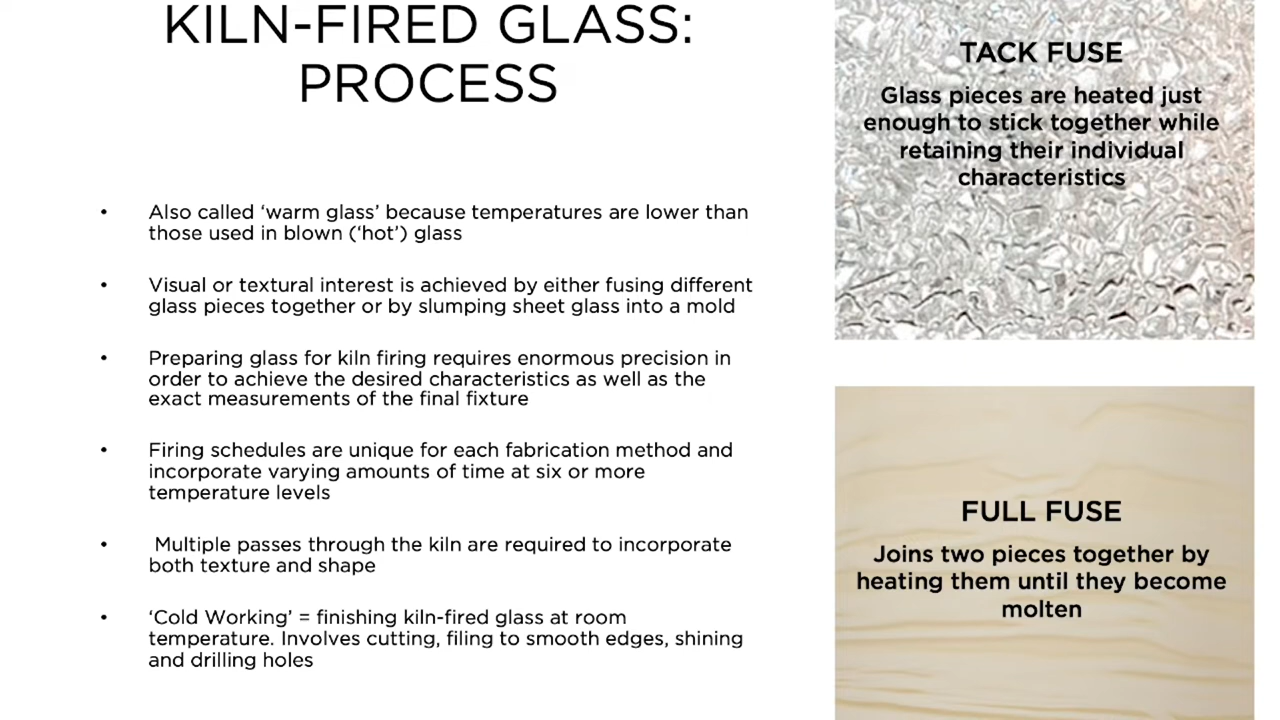 KILN-FIRED GLASS:
PROCESS
• Also called ‘warm glass’ because temperatures are lower than
those used in blown (‘hot’) glass
• Visual or textural interest is achieved by either fusing different
glass pieces together or by slumping sheet glass into a mold
• Preparing glass for kiln firing requires enormous precision in
order to achieve the desired characteristics as well as the
exact measurements of the final fixture
• Firing schedules are unique for each fabrication method and
incorporate varying amounts of time at six or more
temperature levels
• Multiple passes through the kiln are required to incorporate
both texture and shape
• ‘Cold Working’ = finishing kiln-fired glass at room
temperature. Involves cutting, filing to smooth edges, shining
and drilling holes
TACK FUSE
Glass pieces are heated just
enough to stick together while
retaining their individual
characteristics
FULL FUSE
Joins two pieces together by
heating them until they become
molten